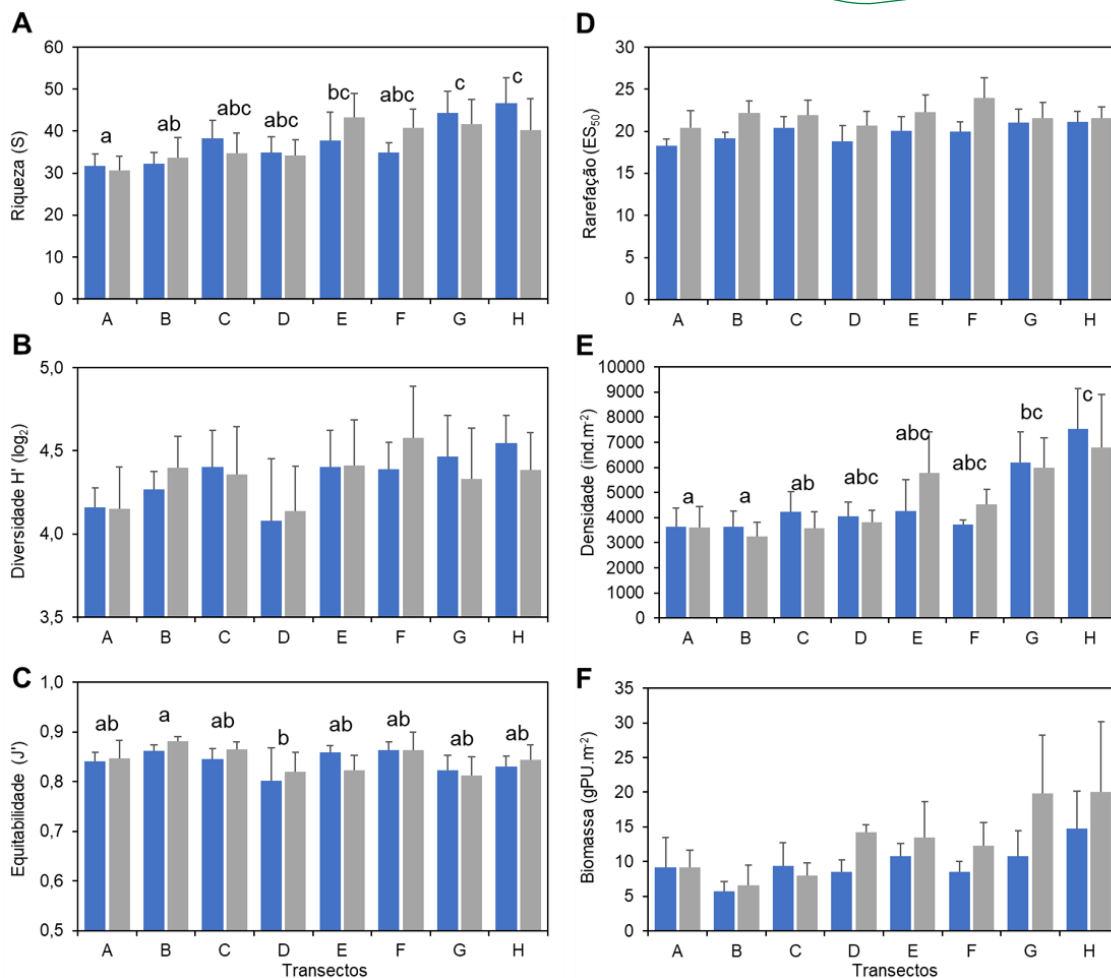 A
Riqueza (S)
60
50
40
30
20
10
0
a
ab
abc
abc
bc
abc
c
c
A B C D E F G H
B
Diversidade H' (log2)
5,0
4,5
4,0
3,5
A B C D E F G H
C
Equitabilidade (J')
1,0
0,9
0,8
0,7
0,6
0,5
ab
a
ab
b
ab
ab
ab
ab
A B C D E F G H
Transectos
D
Rarefação (ES50)
30
25
20
15
10
5
0
A B C D E F G H
E
Densidade (ind.m-2)
10000
9000
8000
7000
6000
5000
4000
3000
2000
1000
0
a
a
ab
abc
abc
abc
bc
c
A B C D E F G H
F
Biomassa (gPU.m-2)
35
30
25
20
15
10
5
0
A B C D E F G H
Transectos